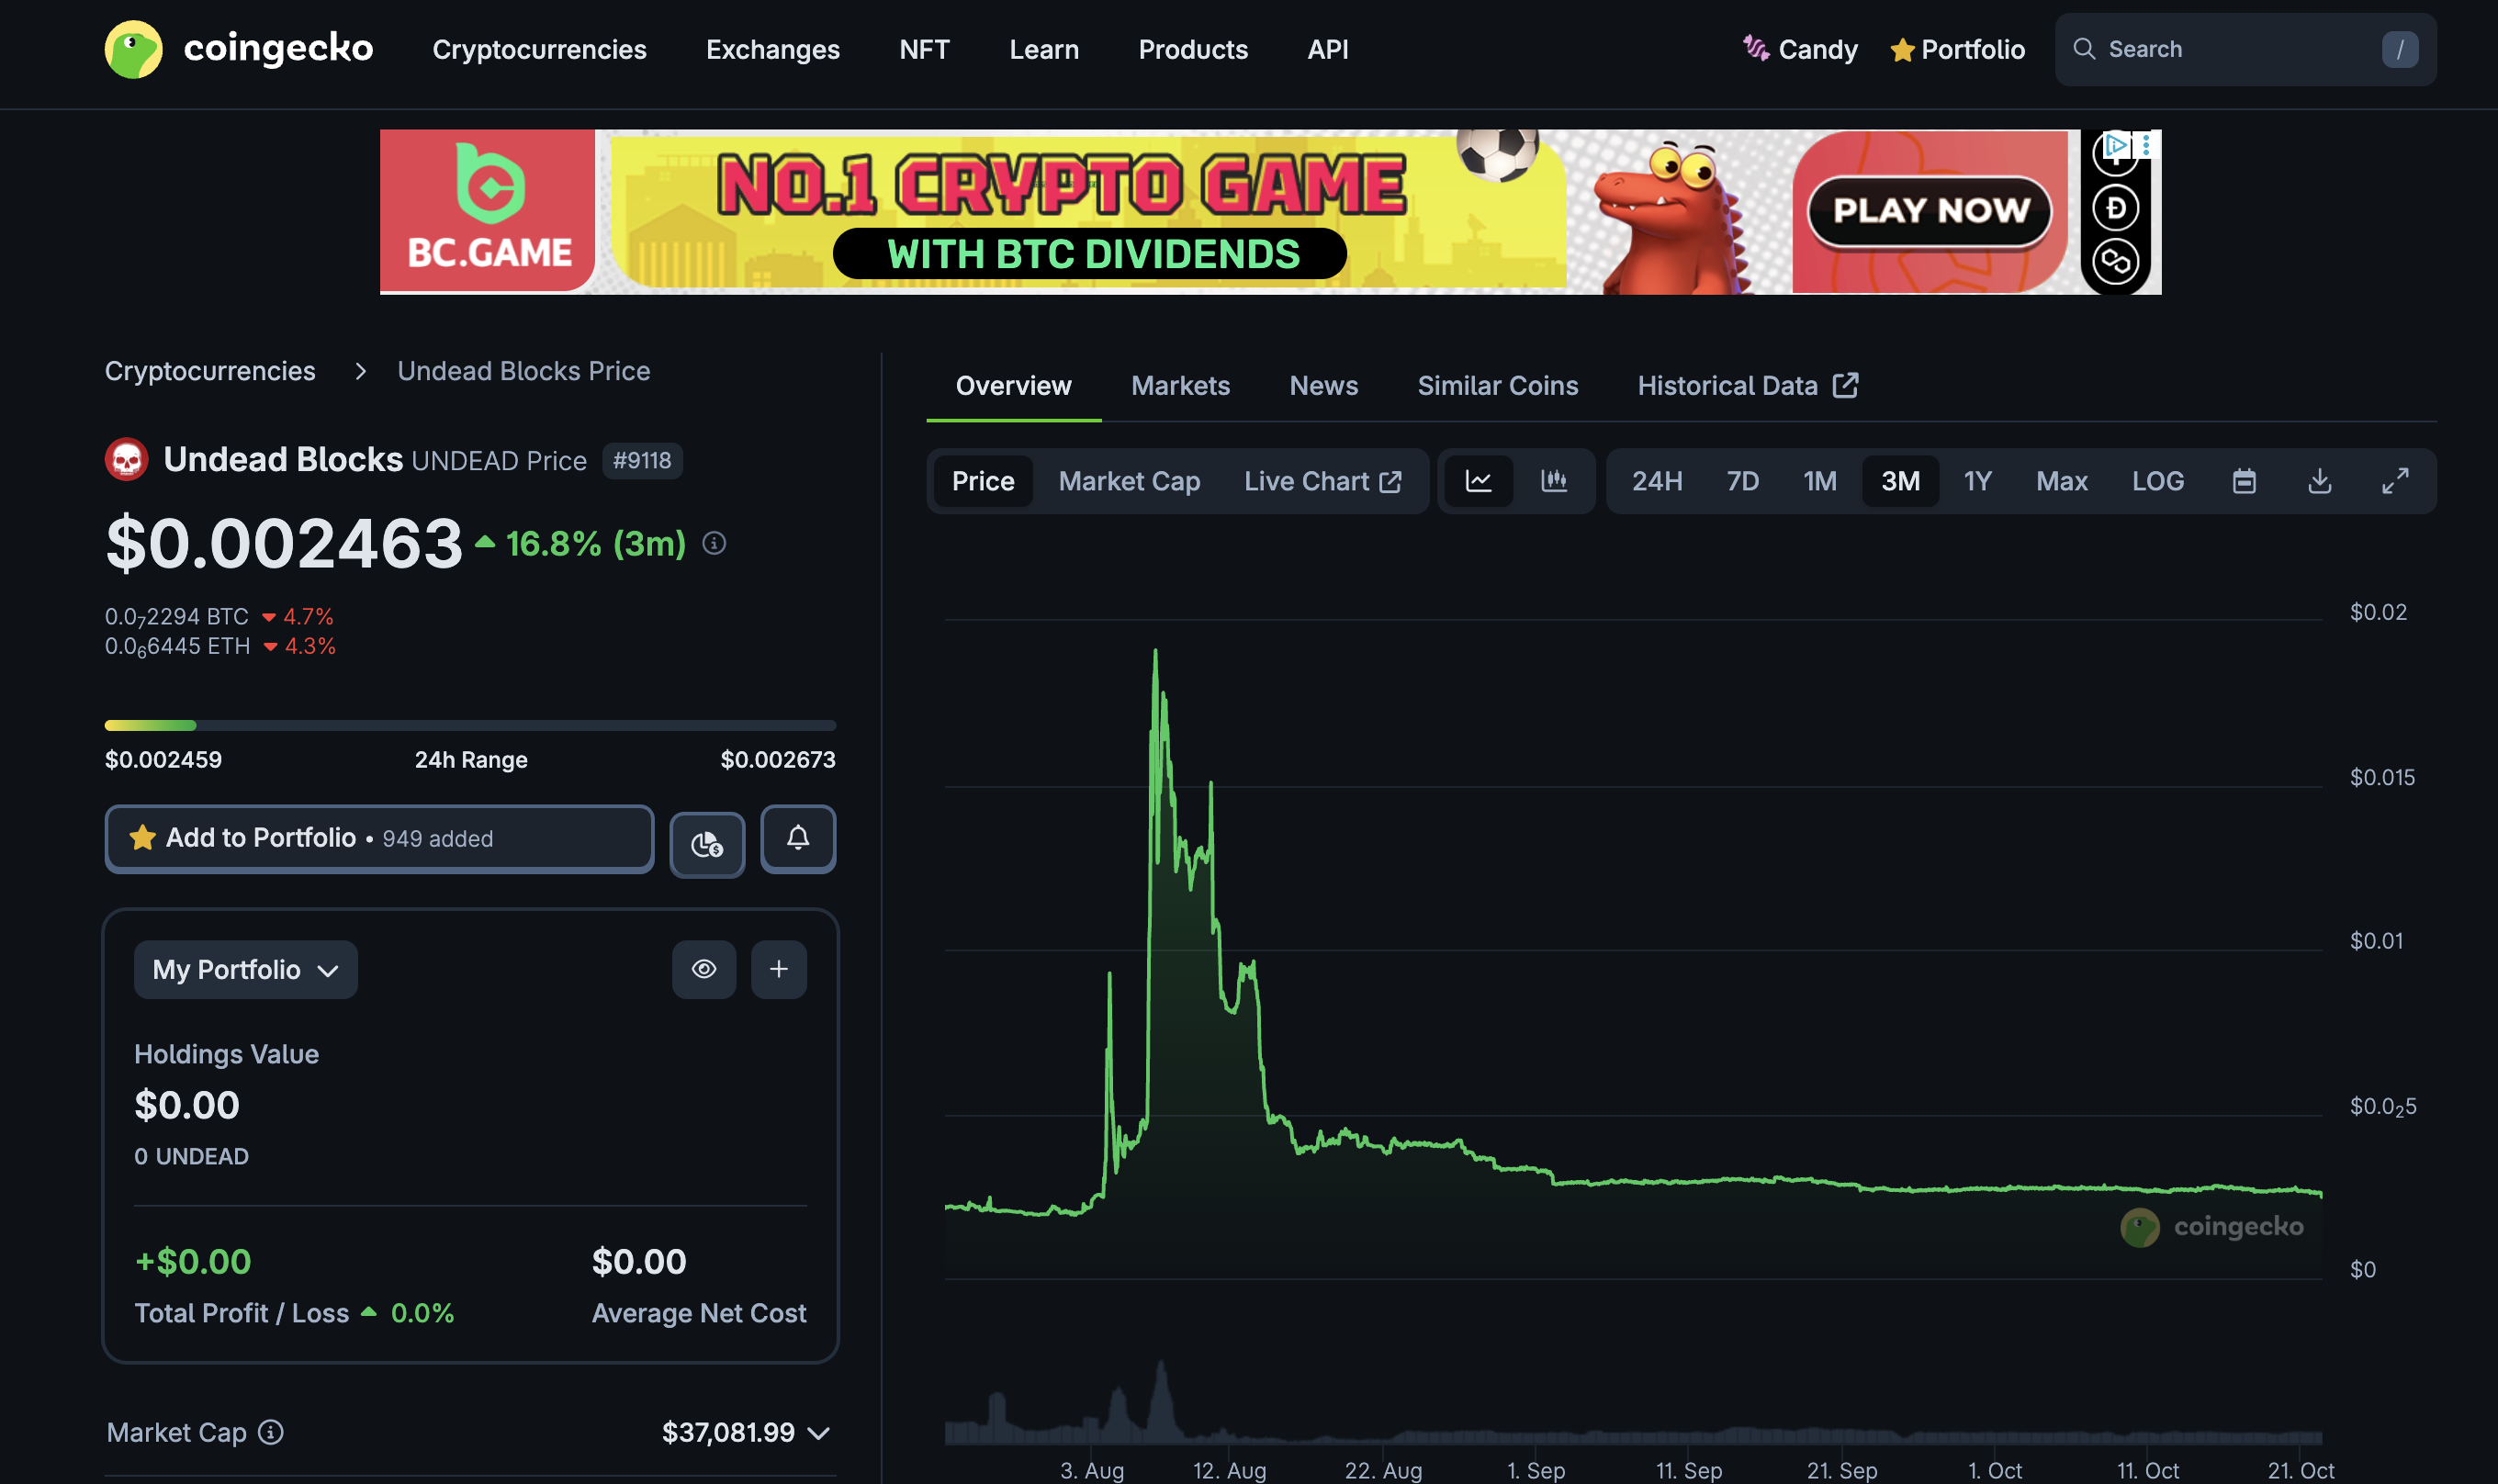 coingecko
Cryptocurrencies Exchanges NFT Learn Products API
Candy Portfolio Search /
BC.GAME
NO.1 CRYPTO GAME
WITH BTC DIVIDENDS
PLAY NOW
Cryptocurrencies > Undead Blocks Price
Undead Blocks UNDEAD Price #9118
$0.002463 16.8% (3m)
0.0₇2294 BTC 4.7%
0.0₆6445 ETH 4.3%
$0.002459 24h Range $0.002673
Add to Portfolio • 949 added
My Portfolio
Holdings Value
$0.00
0 UNDEAD
+$0.00 $0.00
Total Profit / Loss 0.0% Average Net Cost
Market Cap $37,081.99
Overview Markets News Similar Coins Historical Data
Price Market Cap Live Chart 24H 7D 1M 3M 1Y Max LOG
$0.02
$0.015
$0.01
$0.0₂5
$0
coingecko
3. Aug 12. Aug 22. Aug 1. Sep 11. Sep 21. Sep 1. Oct 11. Oct 21. Oct